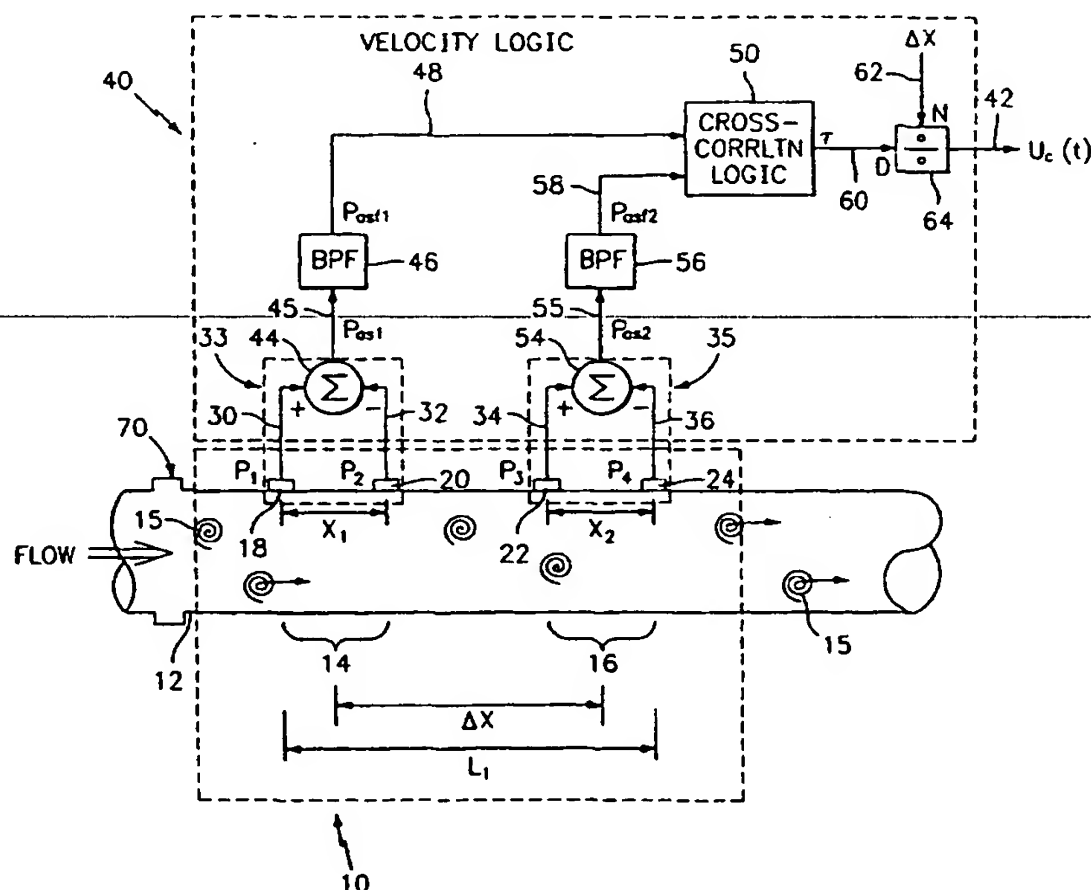 VELOCITY LOGIC
ΔX
48
50
62
42
40
CROSS-
CORRLTN
LOGIC
τ
N
D
Uc (t)
58
60
64
Pasf1
Pasf2
BPF
46
BPF
56
45
55
Pas1
Pas2
33
44
54
35
Σ
Σ
+
−
+
−
30
32
34
36
70
P1
P2
20
P3
P4
24
15
18
X1
22
X2
FLOW
12
14
16
15
ΔX
L1
10